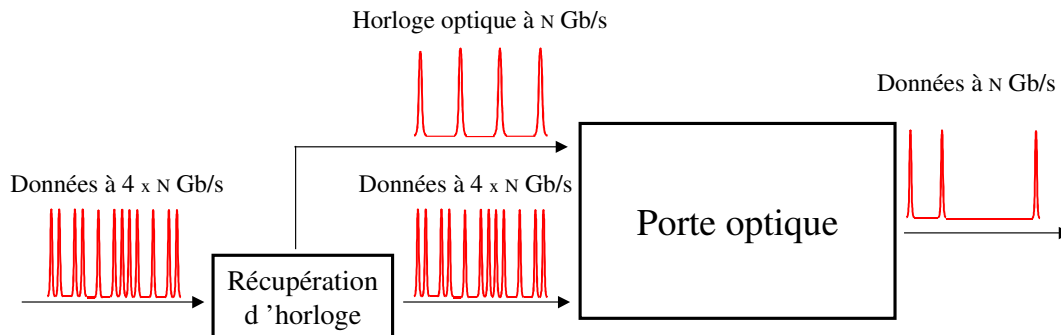 Horloge optique à N Gb/s
Données à N Gb/s
Données à 4 x N Gb/s
Données à 4 x N Gb/s
Porte optique
Récupération
d ’horloge